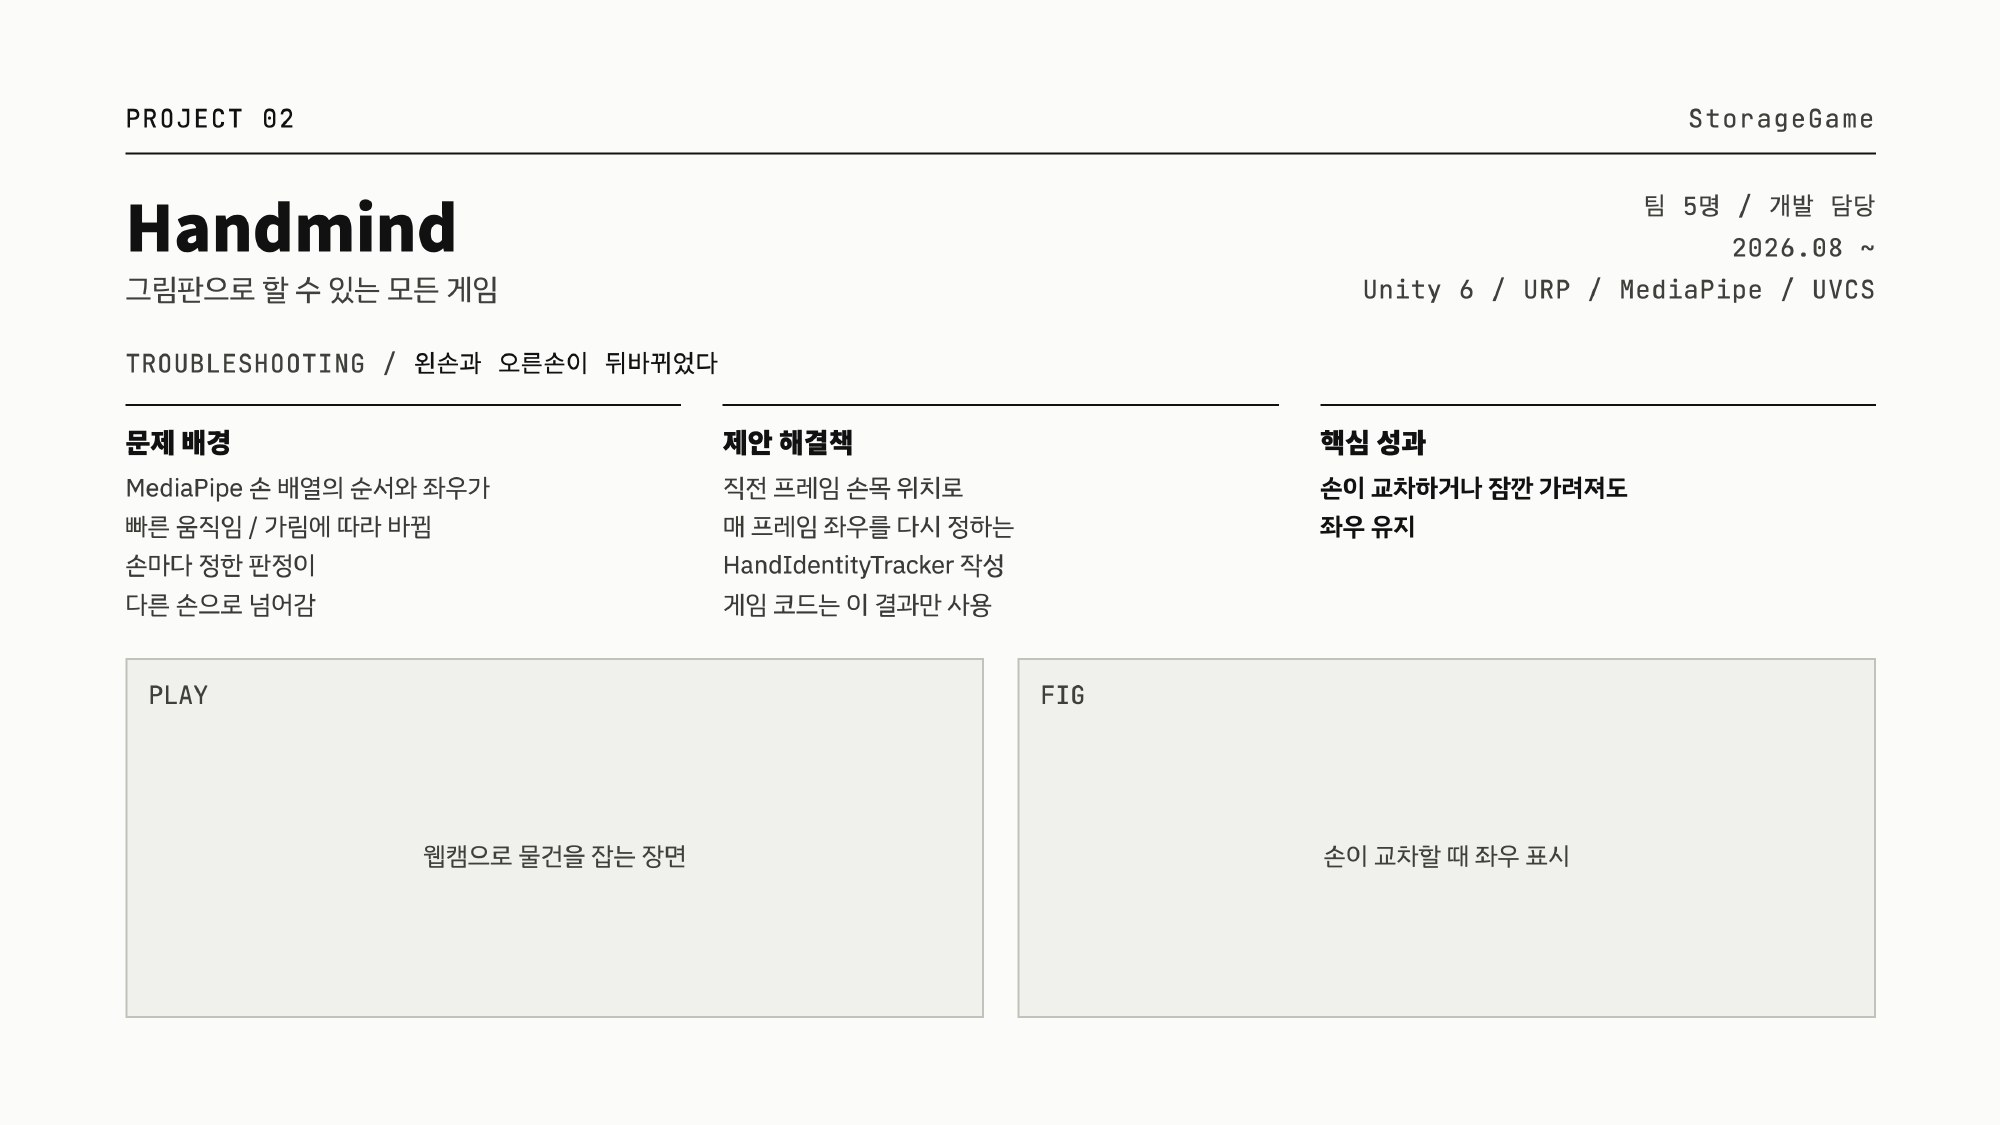 PROJECT 02
StorageGame
Handmind
그림판으로 할 수 있는 모든 게임
팀 5명 / 개발 담당
2026.08 ~
Unity 6 / URP / MediaPipe / UVCS
TROUBLESHOOTING / 왼손과 오른손이 뒤바뀌었다
문제 배경
MediaPipe 손 배열의 순서와 좌우가
빠른 움직임 / 가림에 따라 바뀜
손마다 정한 판정이
다른 손으로 넘어감
제안 해결책
직전 프레임 손목 위치로
매 프레임 좌우를 다시 정하는
HandIdentityTracker 작성
게임 코드는 이 결과만 사용
핵심 성과
손이 교차하거나 잠깐 가려져도
좌우 유지
PLAY
웹캠으로 물건을 잡는 장면
FIG
손이 교차할 때 좌우 표시